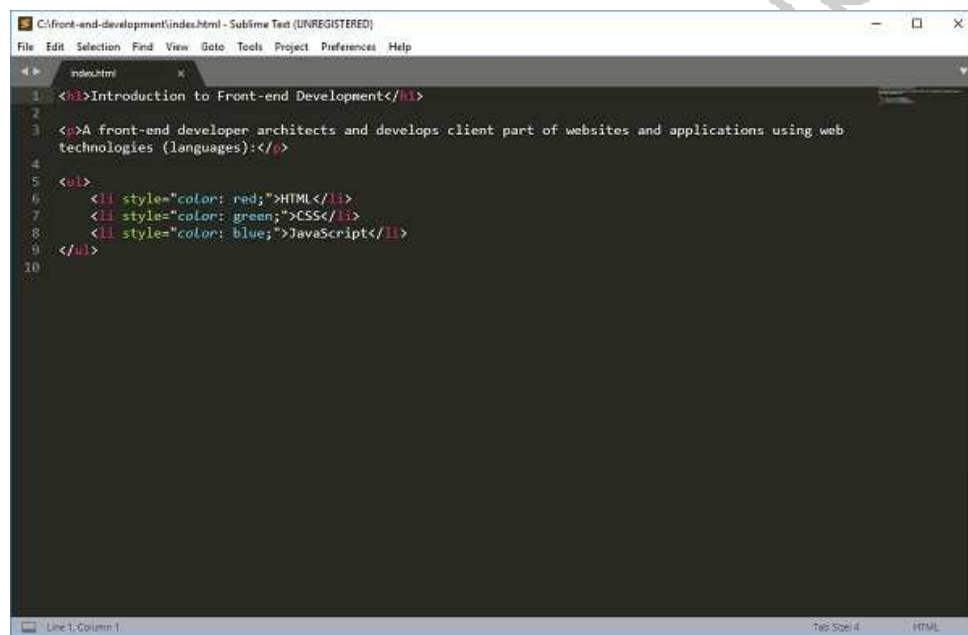 C:\front-end-development\index.html - Sublime Text (UNREGISTERED)
File Edit Selection Find View Goto Tools Project Preferences Help
index.html
1 <h1>Introduction to Front-end Development</h1>
2
3 <p>A front-end developer architects and develops client part of websites and applications using web
technologies (languages):</p>
4
5 <ul>
6 <li style="color: red;">HTML</li>
7 <li style="color: green;">CSS</li>
8 <li style="color: blue;">JavaScript</li>
9 </ul>
10
Line 1, Column 1 Tab Size: 4 HTML